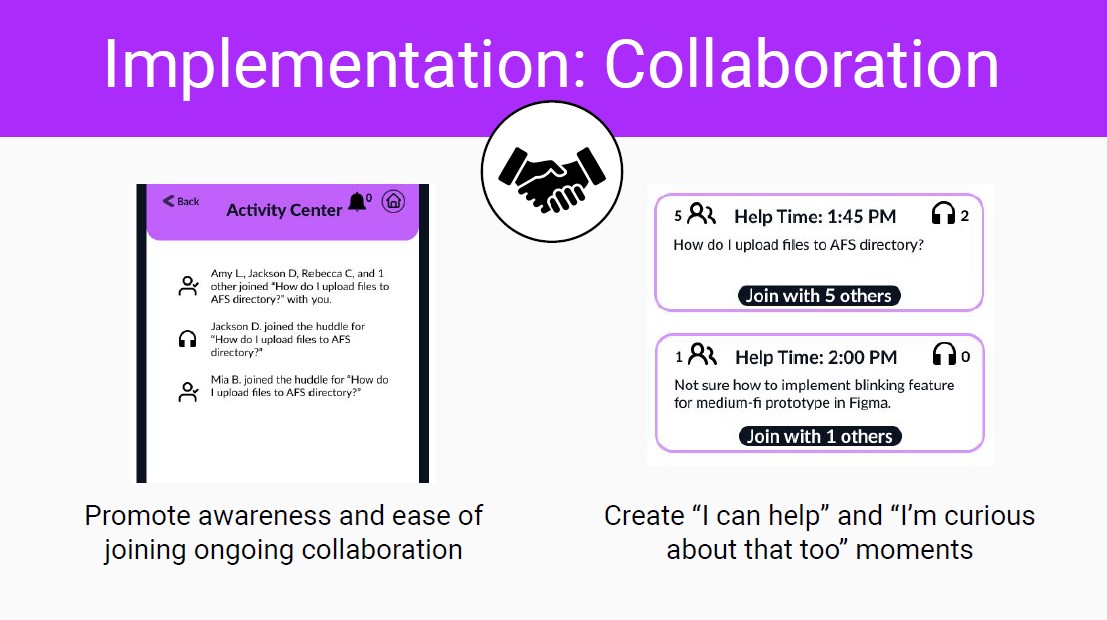 Implementation: Collaboration
Back
Activity Center
0
Amy L., Jackson D, Rebecca C, and 1
other joined “How do I upload files to
AFS directory?” with you.
Jackson D. joined the huddle for
“How do I upload files to AFS
directory?”
Mia B. joined the huddle for “How do
I upload files to AFS directory?”
Promote awareness and ease of
joining ongoing collaboration
5 Help Time: 1:45 PM 2
How do I upload files to AFS directory?
Join with 5 others
1 Help Time: 2:00 PM 0
Not sure how to implement blinking feature
for medium-fi prototype in Figma.
Join with 1 others
Create “I can help” and “I’m curious
about that too” moments